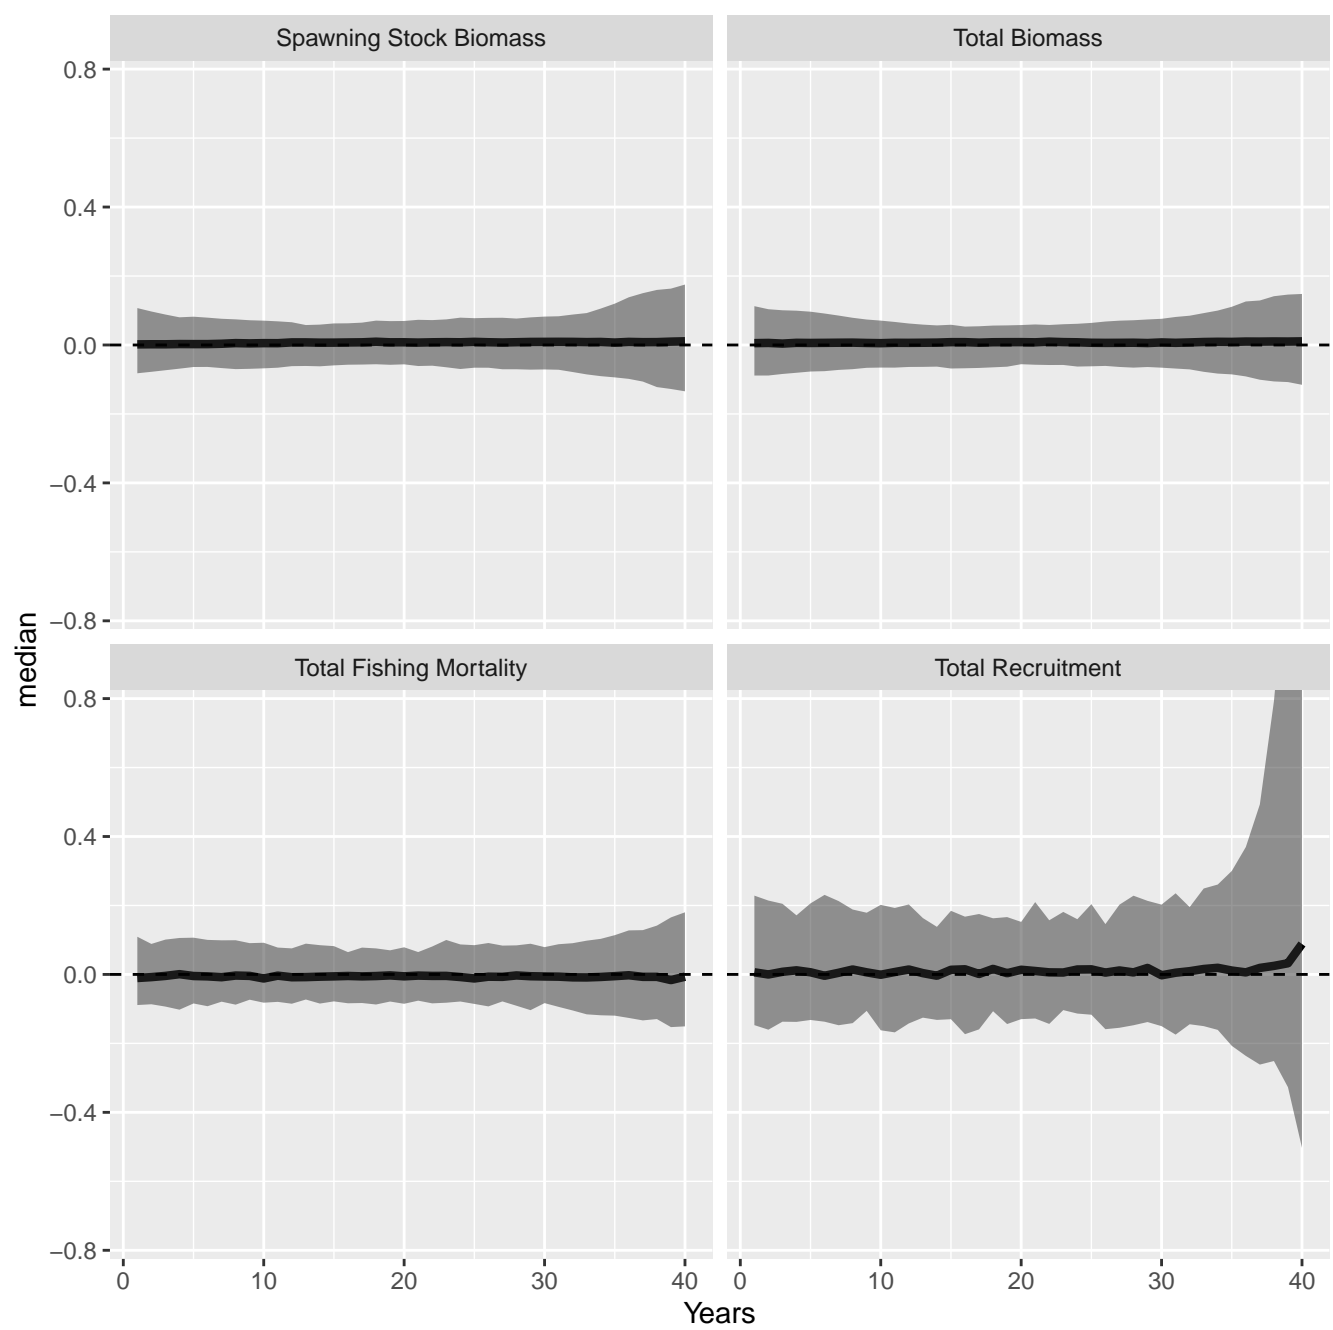 Spawning Stock Biomass
Total Biomass
0.8
0.4
0.0
−0.4
−0.8
median
Total Fishing Mortality
Total Recruitment
0.8
0.4
0.0
−0.4
−0.8
0 10 20 30 40
0 10 20 30 40
Years